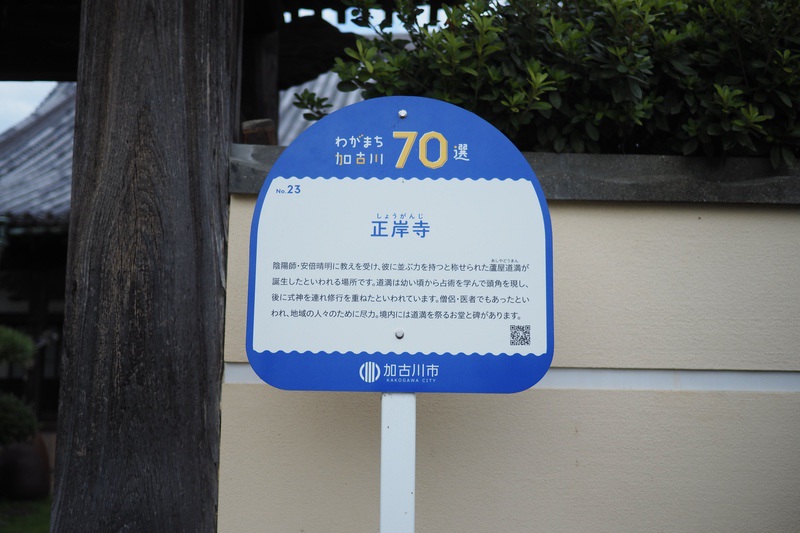 わがまち
加古川 70 選
No.23
しょうがんじ
正岸寺
あしやどうまん
陰陽師・安倍晴明に教えを受け、彼に並ぶ力を持つと称せられた蘆屋道満が
誕生したといわれる場所です。道満は幼い頃から占術を学んで頭角を現し、
後に式神を連れ修行を重ねたといわれています。僧侶・医者でもあったとい
われ、地域の人々のために尽力。境内には道満を祭るお堂と碑があります。
加古川市
KAKOGAWA CITY